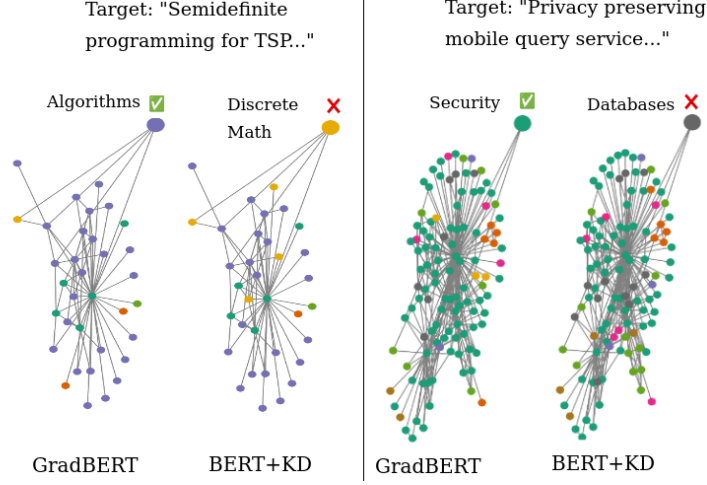 Target: "Semidefinite
programming for TSP..."
Algorithms
Discrete
Math
GradBERT
BERT+KD
Target: "Privacy preserving
mobile query service..."
Security
Databases
GradBERT
BERT+KD